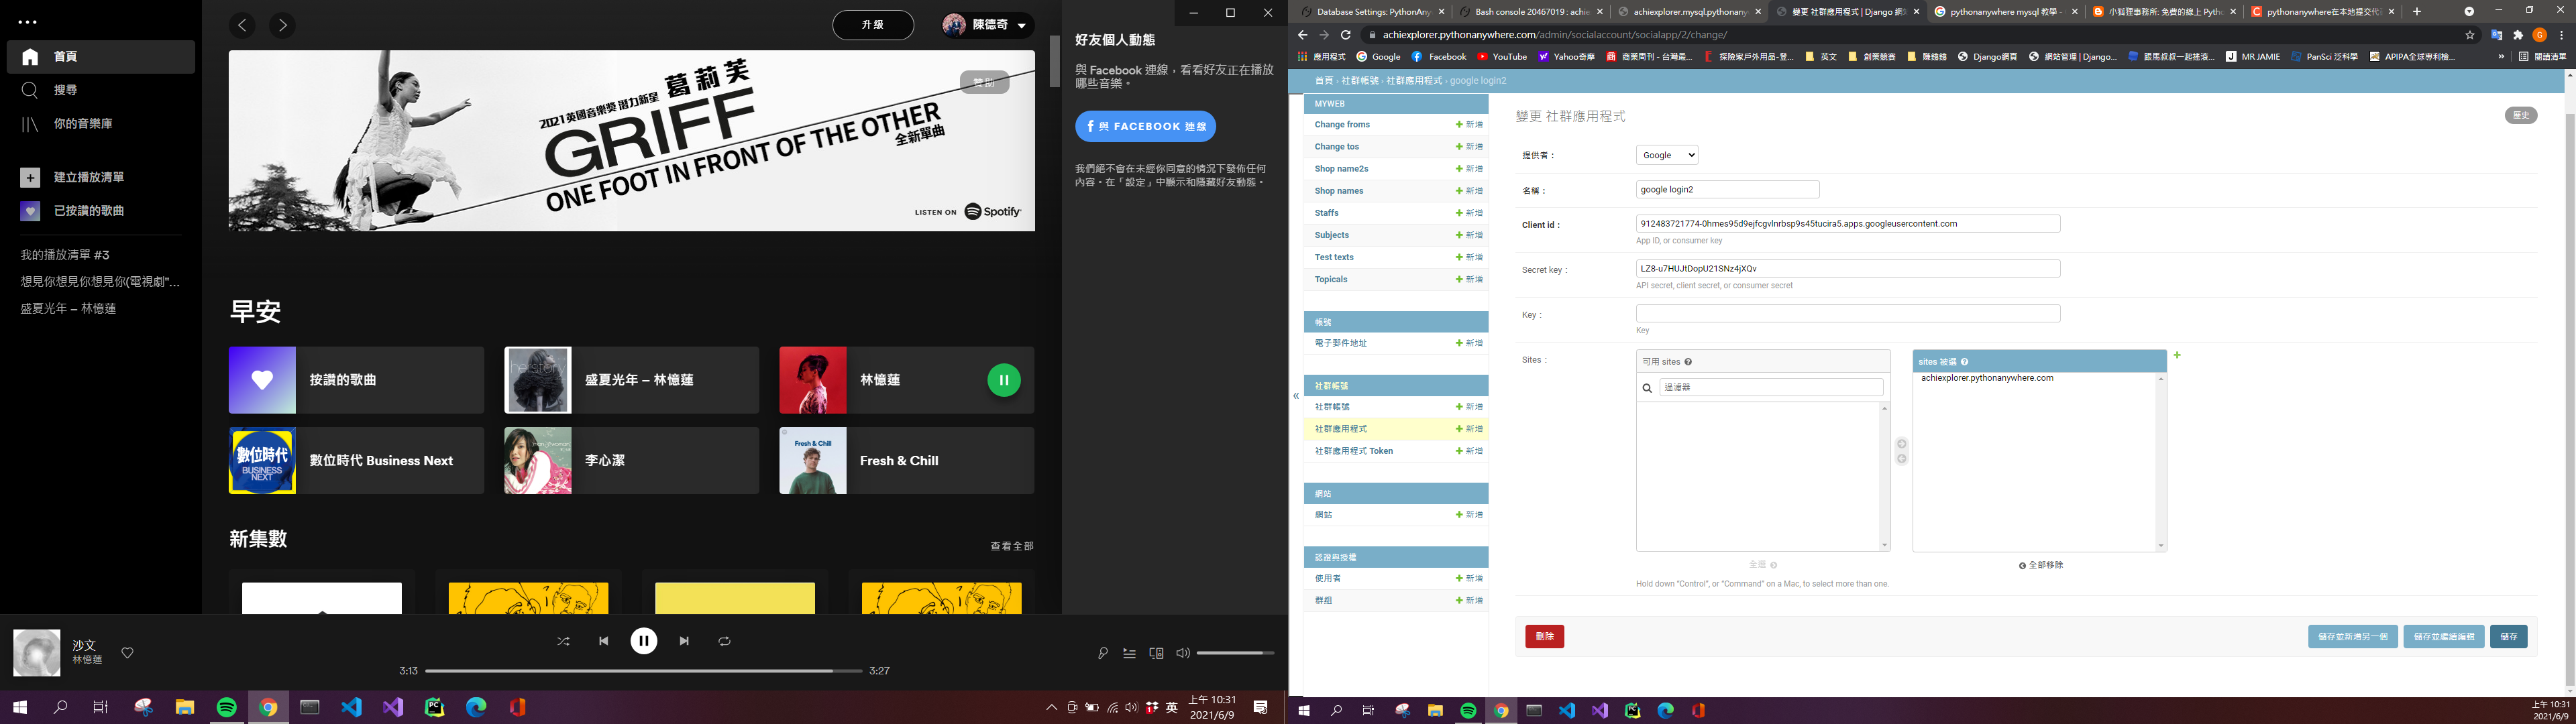 首頁
搜尋
你的音樂庫
建立播放清單
已按讚的歌曲
我的播放清單 #3
想見你想見你想見你(電視劇"...
盛夏光年 – 林憶蓮
升級
陳德奇
贊助
2021英國音樂獎 潛力新星 葛莉芙
GRIFF
ONE FOOT IN FRONT OF THE OTHER
全新單曲
LISTEN ON Spotify
早安
按讚的歌曲
盛夏光年 – 林憶蓮
林憶蓮
數位時代 Business Next
李心潔
Fresh & Chill
新集數
查看全部
好友個人動態
與 Facebook 連線，看看好友正在播放
哪些音樂。
與 FACEBOOK 連線
我們絕不會在未經你同意的情況下發佈任何
內容。在「設定」中顯示和隱藏好友動態。
沙文
林憶蓮
3:13
3:27
英
上午 10:31
2021/6/9
Database Settings: PythonAny
Bash console 20467019 : achie
achiexplorer.mysql.pythonany
變更 社群應用程式 | Django 網
pythonanywhere mysql 教學 -
小狐狸事務所: 免費的線上 Pytho
pythonanywhere在本地提交代
achiexplorer.pythonanywhere.com/admin/socialaccount/socialapp/2/change/
應用程式
Google
Facebook
YouTube
Yahoo奇摩
商業周刊 - 台灣最...
探險家戶外用品-登...
英文
創業競賽
賺錢錢
Django網頁
網站管理 | Django...
跟馬叔叔一起搖滾...
MR JAMIE
PanSci 泛科學
APIPA全球專利檢...
閱讀清單
首頁 › 社群帳號 › 社群應用程式 › google login2
MYWEB
Change froms 新增
Change tos 新增
Shop name2s 新增
Shop names 新增
Staffs 新增
Subjects 新增
Test texts 新增
Topicals 新增
帳號
電子郵件地址 新增
社群帳號
社群帳號 新增
社群應用程式 新增
社群應用程式 Token 新增
網站
網站 新增
認證與授權
使用者 新增
群組 新增
變更 社群應用程式
歷史
提供者：
Google
名稱：
google login2
Client id：
912483721774-0hmes95d9ejfcgvlnrbsp9s45tucira5.apps.googleusercontent.com
App ID, or consumer key
Secret key：
LZ8-u7HUJtDopU21SNz4jXQv
API secret, client secret, or consumer secret
Key：
Key
Sites：
可用 sites
過濾器
全選
sites 被選
achiexplorer.pythonanywhere.com
全部移除
Hold down “Control”, or “Command” on a Mac, to select more than one.
刪除
儲存並新增另一個
儲存並繼續編輯
儲存
上午 10:31
2021/6/9